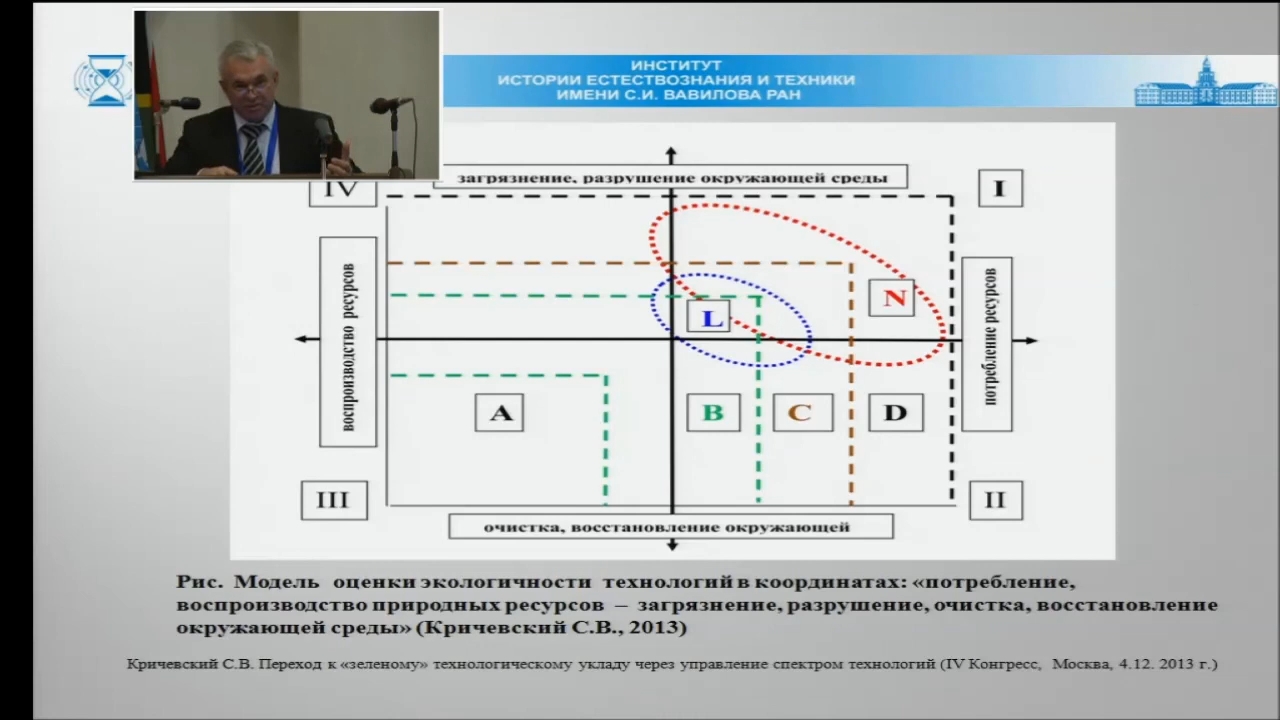 ИНСТИТУТ
ИСТОРИИ ЕСТЕСТВОЗНАНИЯ И ТЕХНИКИ
ИМЕНИ С.И. ВАВИЛОВА РАН
загрязнение, разрушение окружающей среды
IV
I
воспроизводство ресурсов
потребление ресурсов
N
L
A
B
C
D
III
II
очистка, восстановление окружающей
Рис. Модель оценки экологичности технологий в координатах: «потребление,
воспроизводство природных ресурсов – загрязнение, разрушение, очистка, восстановление
окружающей среды» (Кричевский С.В., 2013)
Кричевский С.В. Переход к «зеленому» технологическому укладу через управление спектром технологий (IV Конгресс, Москва, 4.12. 2013 г.)